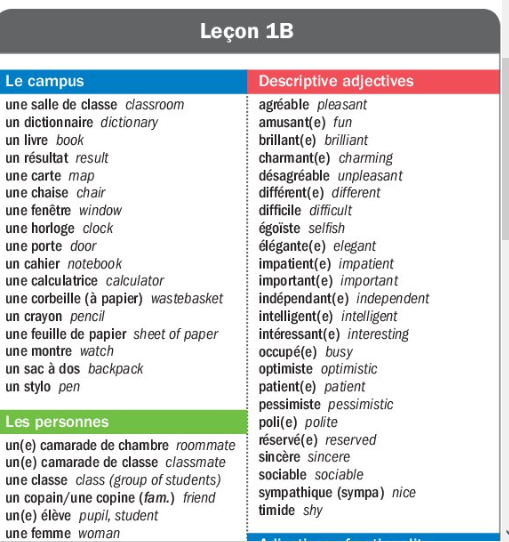 Leçon 1B
Le campus
une salle de classe classroom
un dictionnaire dictionary
un livre book
un résultat result
une carte map
une chaise chair
une fenêtre window
une horloge clock
une porte door
un cahier notebook
une calculatrice calculator
une corbeille (à papier) wastebasket
un crayon pencil
une feuille de papier sheet of paper
une montre watch
un sac à dos backpack
un stylo pen
Les personnes
un(e) camarade de chambre roommate
un(e) camarade de classe classmate
une classe class (group of students)
un copain/une copine (fam.) friend
un(e) élève pupil, student
une femme woman
Descriptive adjectives
agréable pleasant
amusant(e) fun
brillant(e) brilliant
charmant(e) charming
désagréable unpleasant
différent(e) different
difficile difficult
égoïste selfish
élégante(e) elegant
impatient(e) impatient
important(e) important
indépendant(e) independent
intelligent(e) intelligent
intéressant(e) interesting
occupé(e) busy
optimiste optimistic
patient(e) patient
pessimiste pessimistic
poli(e) polite
réservé(e) reserved
sincère sincere
sociable sociable
sympathique (sympa) nice
timide shy